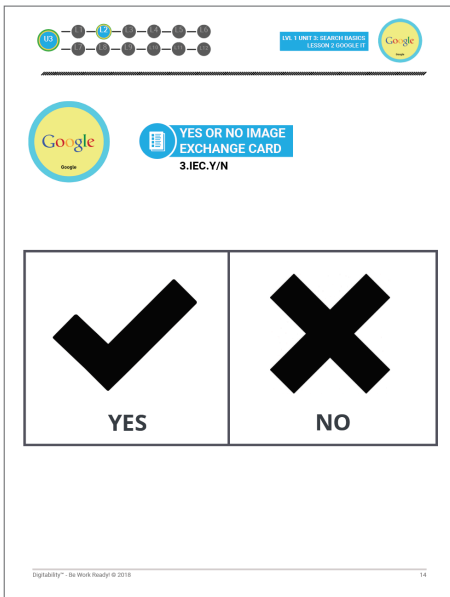 U3
L1 L2 L3 L4 L5 L6
L7 L8 L9 L10 L11 L12
LVL 1 UNIT 3: SEARCH BASICS
LESSON 2 GOOGLE IT
Google
Google
Google
Google
YES OR NO IMAGE
EXCHANGE CARD
3.IEC.Y/N
YES
NO
Digitability™ - Be Work Ready! © 2018
14